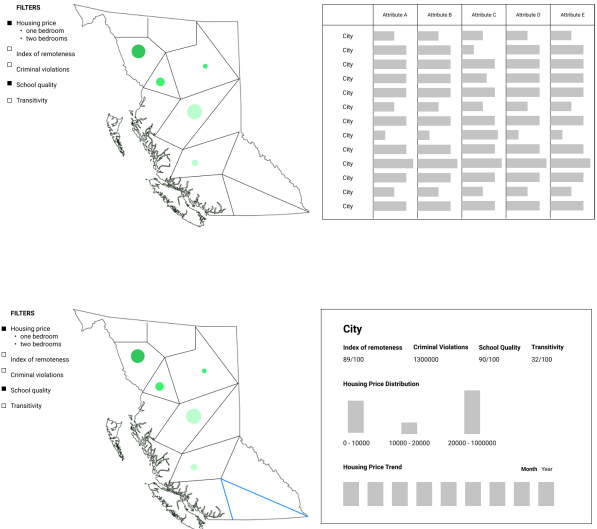 FILTERS
Housing price
• one bedroom
• two bedrooms
Index of remoteness
Criminal violations
School quality
Transitivity
Attribute A Attribute B Attribute C Attribute D Attribute E
City
City
City
City
City
City
City
City
City
City
City
City
City
FILTERS
Housing price
• one bedroom
• two bedrooms
Index of remoteness
Criminal violations
School quality
Transitivity
City
Index of remoteness Criminal Violations School Quality Transitivity
89/100 1300000 90/100 32/100
Housing Price Distribution
0 - 10000 10000 - 20000 20000 - 1000000
Housing Price Trend Month Year